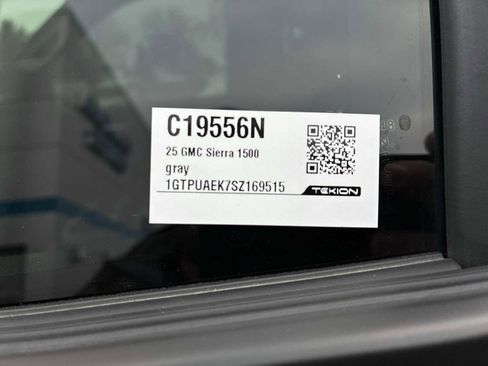 C19556N
25 GMC Sierra 1500
gray
1GTPUAEK7SZ169515
TEKION